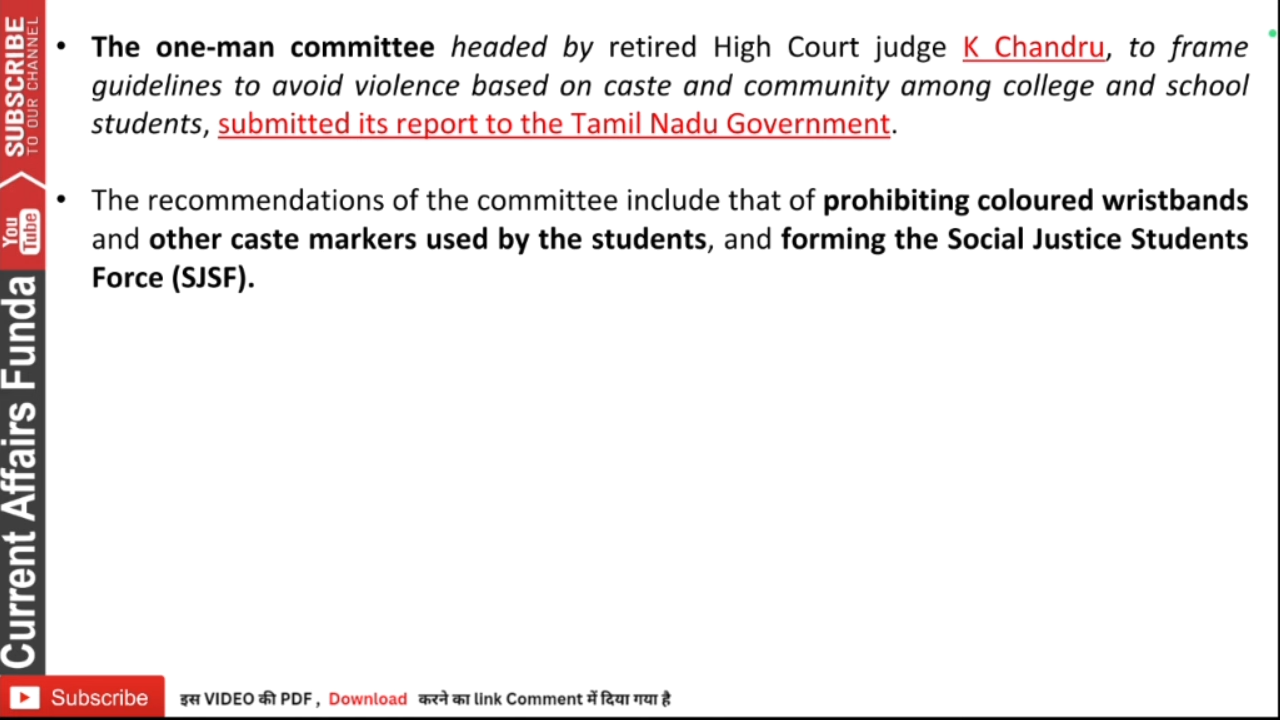 • The one-man committee headed by retired High Court judge K Chandru, to frame
guidelines to avoid violence based on caste and community among college and school
students, submitted its report to the Tamil Nadu Government.
• The recommendations of the committee include that of prohibiting coloured wristbands
and other caste markers used by the students, and forming the Social Justice Students
Force (SJSF).
SUBSCRIBE
TO OUR CHANNEL
You
Tube
Current Affairs Funda
Subscribe
इस VIDEO की PDF , Download करने का link Comment में दिया गया है